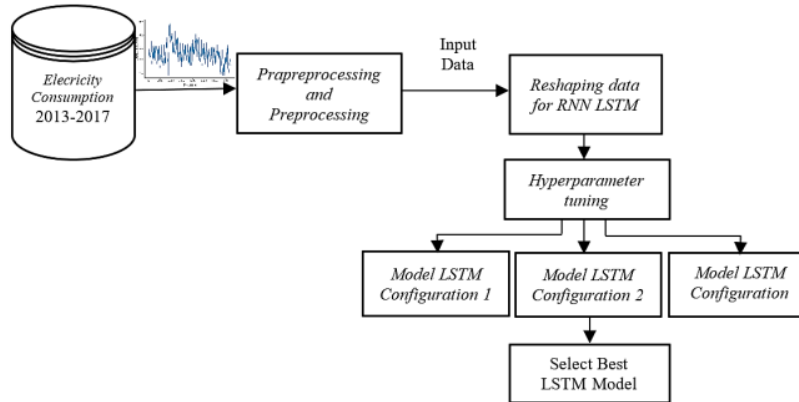 Elecricity
Consumption
2013-2017
Prapreprocessing
and
Preprocessing
Input
Data
Reshaping data
for RNN LSTM
Hyperparameter
tuning
Model LSTM
Configuration 1
Model LSTM
Configuration 2
Model LSTM
Configuration
Select Best
LSTM Model